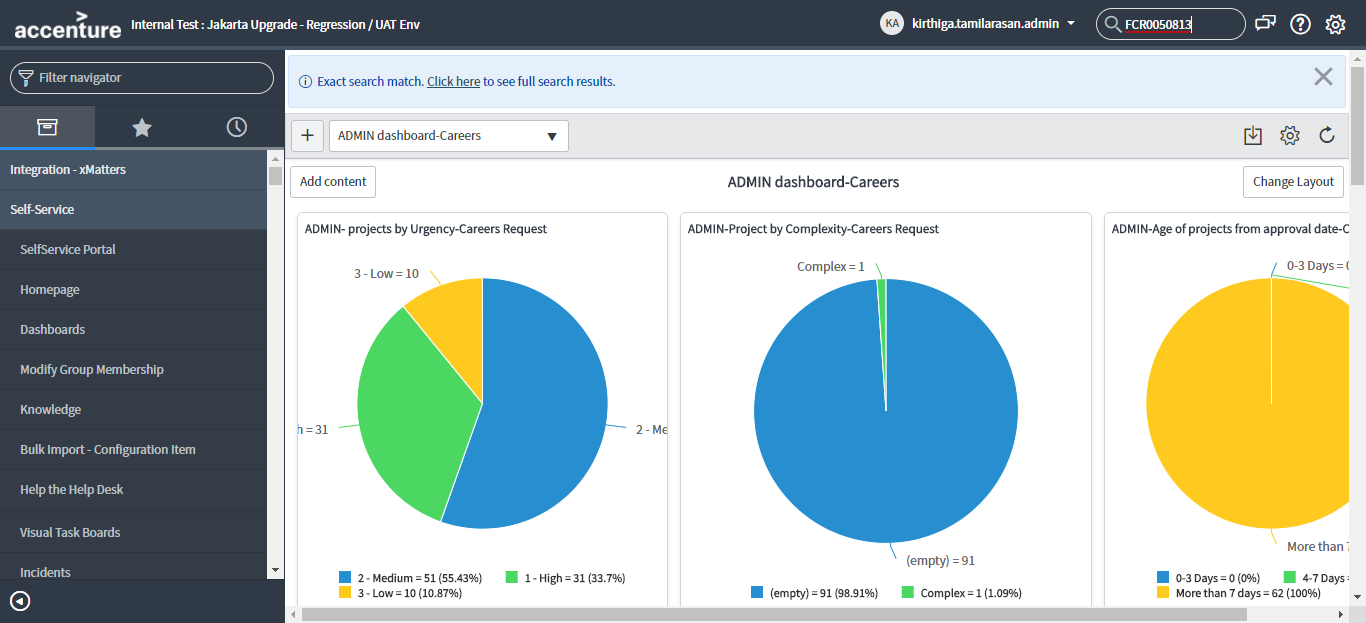 accenture
Internal Test : Jakarta Upgrade - Regression / UAT Env
KA
kirthiga.tamilarasan.admin
FCR0050813
Filter navigator
Integration - xMatters
Self-Service
SelfService Portal
Homepage
Dashboards
Modify Group Membership
Knowledge
Bulk Import - Configuration Item
Help the Help Desk
Visual Task Boards
Incidents
Exact search match. Click here to see full search results.
ADMIN dashboard-Careers
Add content
ADMIN dashboard-Careers
Change Layout
ADMIN- projects by Urgency-Careers Request
3 - Low = 10
h = 31
2 - Me
2 - Medium = 51 (55.43%)
1 - High = 31 (33.7%)
3 - Low = 10 (10.87%)
ADMIN-Project by Complexity-Careers Request
Complex = 1
(empty) = 91
(empty) = 91 (98.91%)
Complex = 1 (1.09%)
ADMIN-Age of projects from approval date-C
0-3 Days = 0
More than 7
0-3 Days = 0 (0%)
4-7 Days =
More than 7 days = 62 (100%)